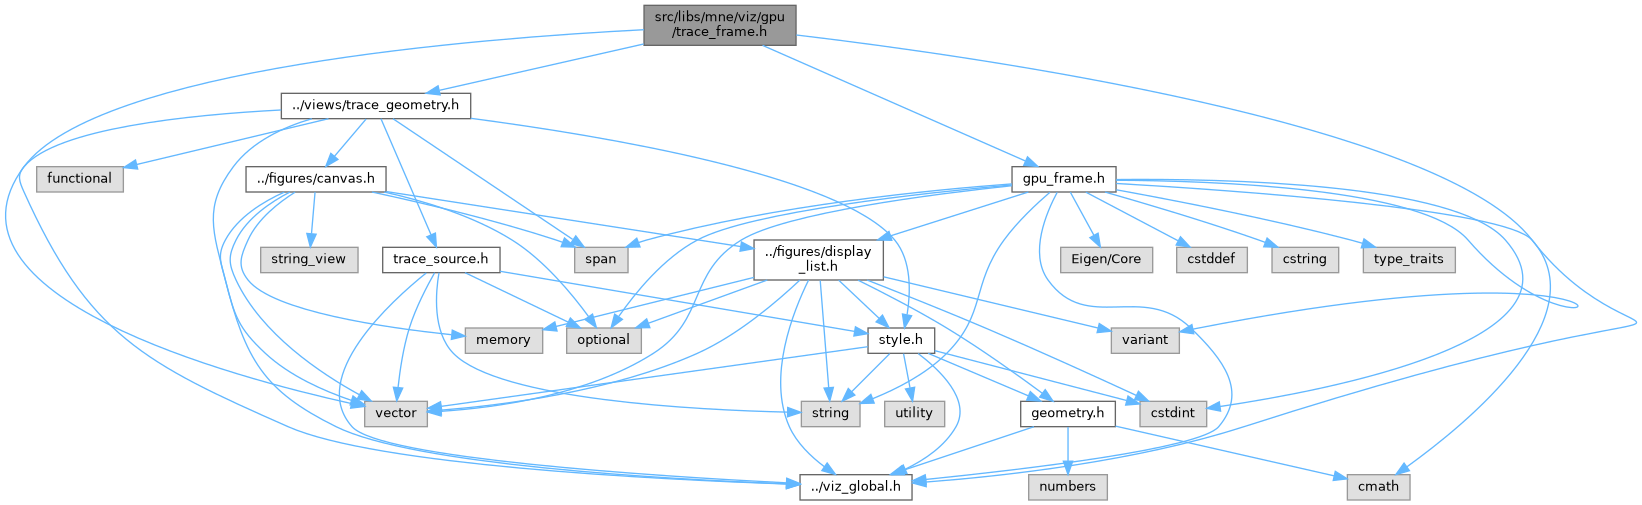 src/libs/mne/viz/gpu
/trace_frame.h
../views/trace_geometry.h
functional
../figures/canvas.h
gpu_frame.h
string_view
trace_source.h
span
../figures/display
_list.h
Eigen/Core
cstddef
cstring
type_traits
memory
optional
style.h
variant
vector
string
utility
geometry.h
cstdint
../viz_global.h
numbers
cmath